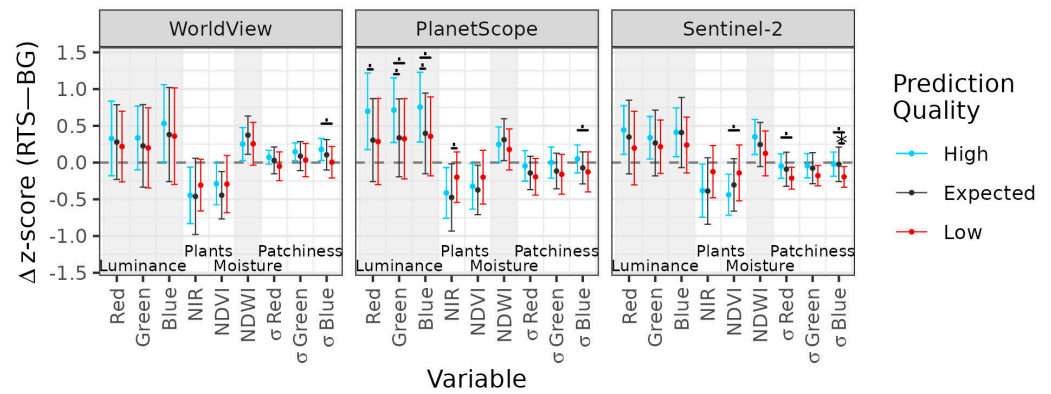 WorldView
PlanetScope
Sentinel-2
Δ z-score (RTS—BG)
1.5
1.0
0.5
0.0
-0.5
-1.0
-1.5
Plants
Patchiness
Luminance
Moisture
Plants
Patchiness
Luminance
Moisture
Plants
Patchiness
Luminance
Moisture
Red
Green
Blue
NIR
NDVI
NDWI
σ Red
σ Green
σ Blue
Red
Green
Blue
NIR
NDVI
NDWI
σ Red
σ Green
σ Blue
Red
Green
Blue
NIR
NDVI
NDWI
σ Red
σ Green
σ Blue
Variable
Prediction
Quality
High
Expected
Low